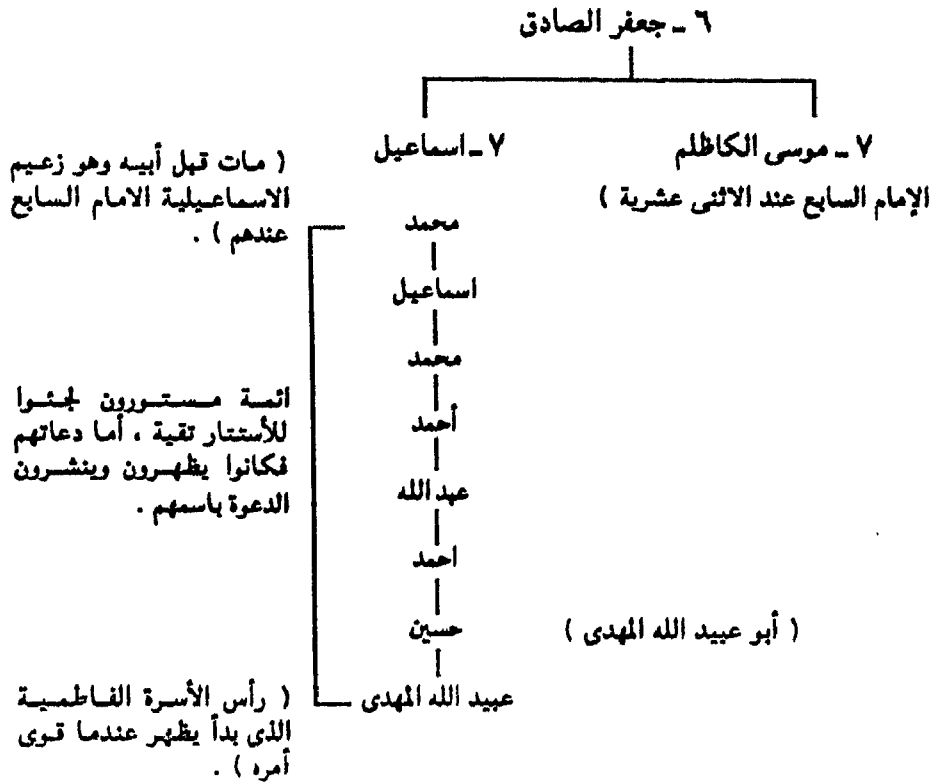 ٦ ـ جعفر الصادق
٧ ـ موسى الكاظلم
الإمام السابع عند الاثنى عشرية )
٧ ـ اسماعيل
( مات قبل أبيه وهو زعيم
الاسماعيلية الامام السابع
عندهم ) .
محمد
اسماعيل
محمد
أحمد
عبد الله
احمد
حسين
( أبو عبيد الله المهدى )
عبيد الله المهدى
ائمة مستورون لجئوا
للأستتار تقية ، أما دعاتهم
فكانوا يظهرون وينشرون
الدعوة باسمهم .
( رأس الأسرة الفاطمية
الذى بدأ يظهر عندما قوى
أمره ) .